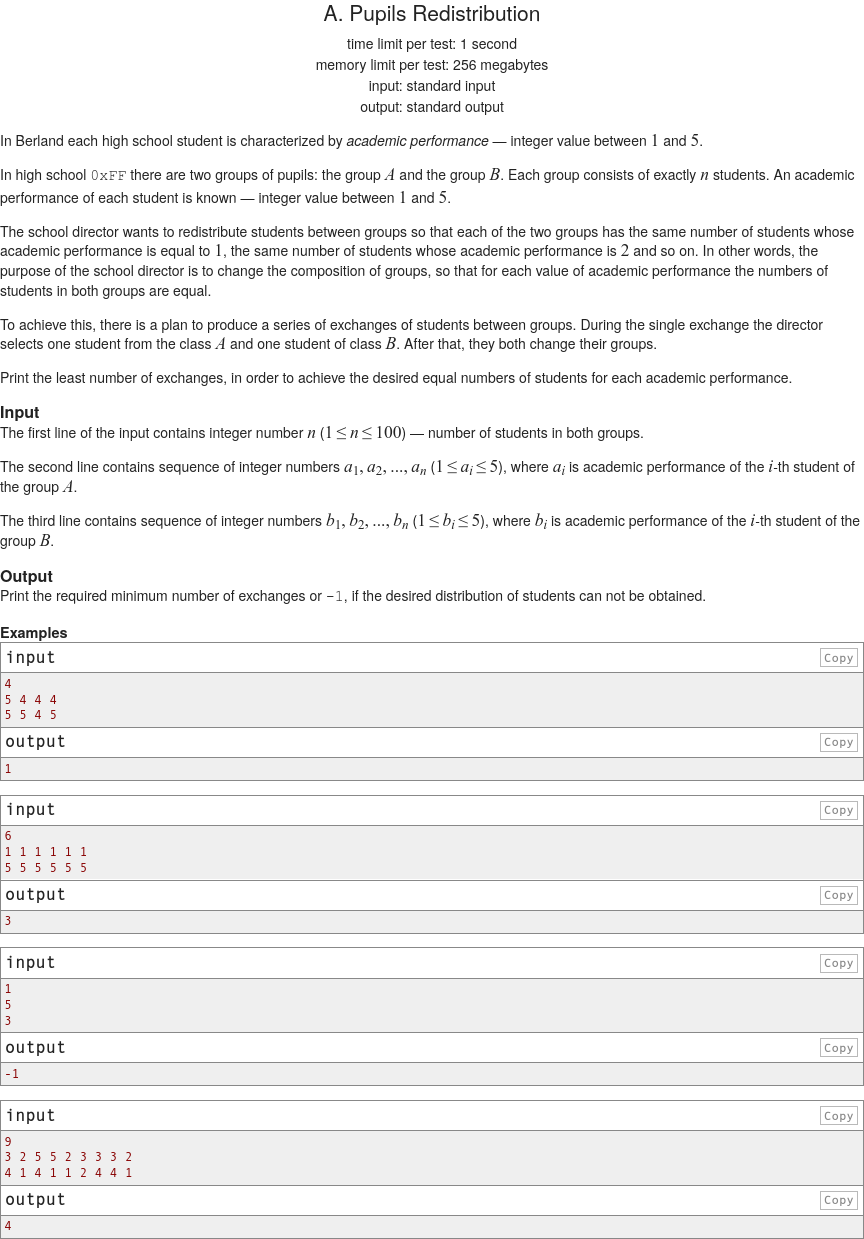 A. Pupils Redistribution
time limit per test: 1 second
memory limit per test: 256 megabytes
input: standard input
output: standard output
In Berland each high school student is characterized by academic performance — integer value between 1 and 5.
In high school 0xFF there are two groups of pupils: the group A and the group B. Each group consists of exactly n students. An academic
performance of each student is known — integer value between 1 and 5.
The school director wants to redistribute students between groups so that each of the two groups has the same number of students whose
academic performance is equal to 1, the same number of students whose academic performance is 2 and so on. In other words, the
purpose of the school director is to change the composition of groups, so that for each value of academic performance the numbers of
students in both groups are equal.
To achieve this, there is a plan to produce a series of exchanges of students between groups. During the single exchange the director
selects one student from the class A and one student of class B. After that, they both change their groups.
Print the least number of exchanges, in order to achieve the desired equal numbers of students for each academic performance.
Input
The first line of the input contains integer number n (1 ≤ n ≤ 100) — number of students in both groups.
The second line contains sequence of integer numbers a1, a2, ..., an (1 ≤ ai ≤ 5), where ai is academic performance of the i-th student of
the group A.
The third line contains sequence of integer numbers b1, b2, ..., bn (1 ≤ bi ≤ 5), where bi is academic performance of the i-th student of the
group B.
Output
Print the required minimum number of exchanges or -1, if the desired distribution of students can not be obtained.
Examples
input Copy
4
5 4 4 4
5 5 4 5
output Copy
1
input Copy
6
1 1 1 1 1 1
5 5 5 5 5 5
output Copy
3
input Copy
1
5
3
output Copy
-1
input Copy
9
3 2 5 5 2 3 3 3 2
4 1 4 1 1 2 4 4 1
output Copy
4